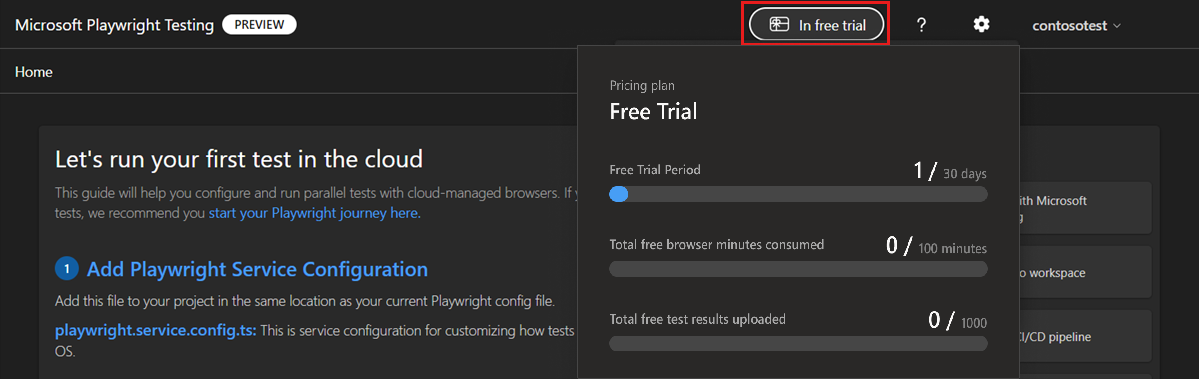 Microsoft Playwright Testing PREVIEW
In free trial
?
contosotest
Home
Let's run your first test in the cloud
This guide will help you configure and run parallel tests with cloud-managed browsers. If
tests, we recommend you start your Playwright journey here.
1 Add Playwright Service Configuration
Add this file to your project in the same location as your current Playwright config file.
playwright.service.config.ts: This is service configuration for customizing how tests
OS.
Pricing plan
Free Trial
Free Trial Period 1 / 30 days
Total free browser minutes consumed 0 / 100 minutes
Total free test results uploaded 0 / 1000
with Microsoft
o workspace
CI/CD pipeline